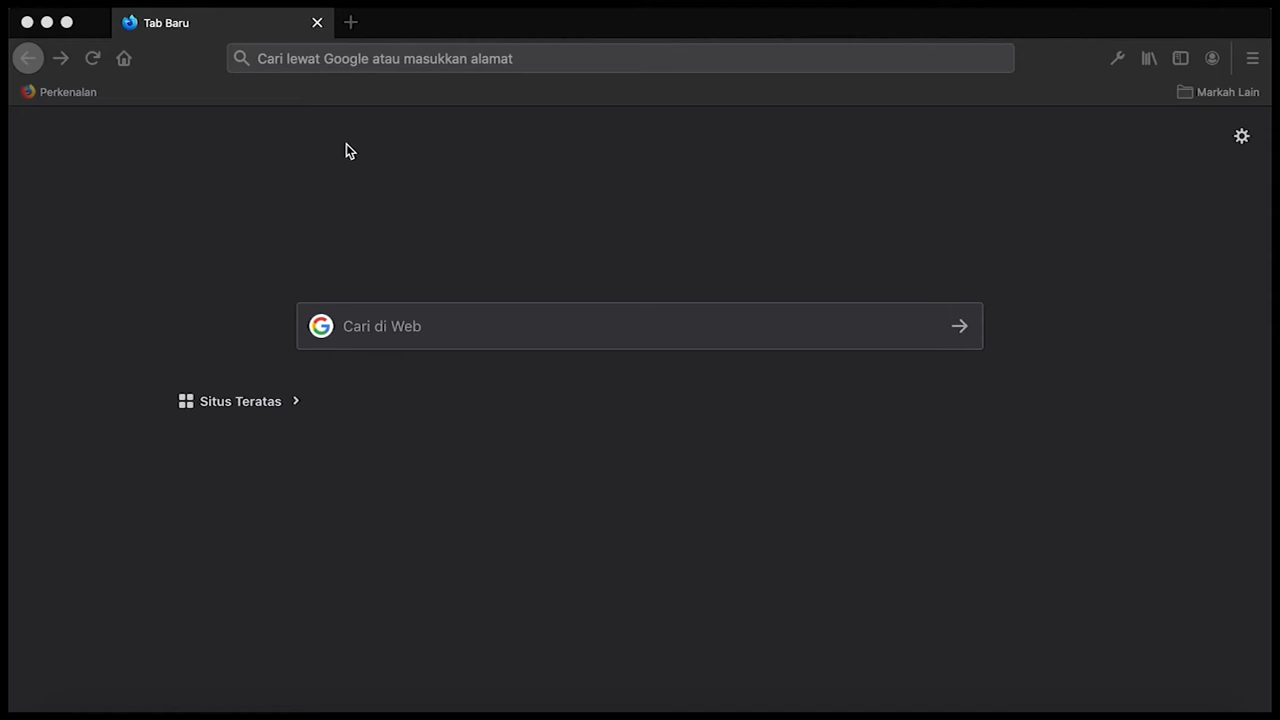 Tab Baru
Cari lewat Google atau masukkan alamat
Perkenalan
Markah Lain
Cari di Web
Situs Teratas